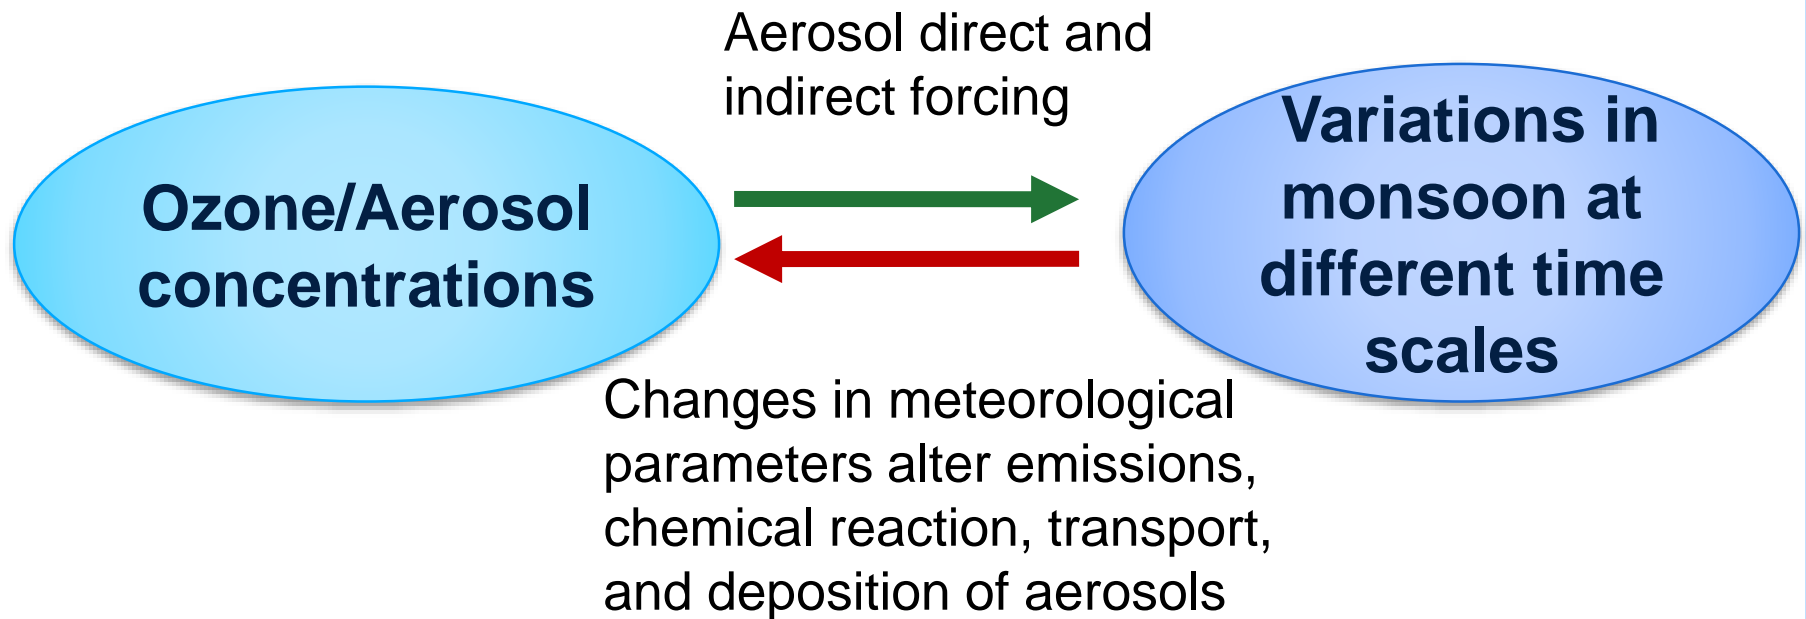 Aerosol direct and
indirect forcing
Ozone/Aerosol
concentrations
Variations in
monsoon at
different time
scales
Changes in meteorological
parameters alter emissions,
chemical reaction, transport,
and deposition of aerosols